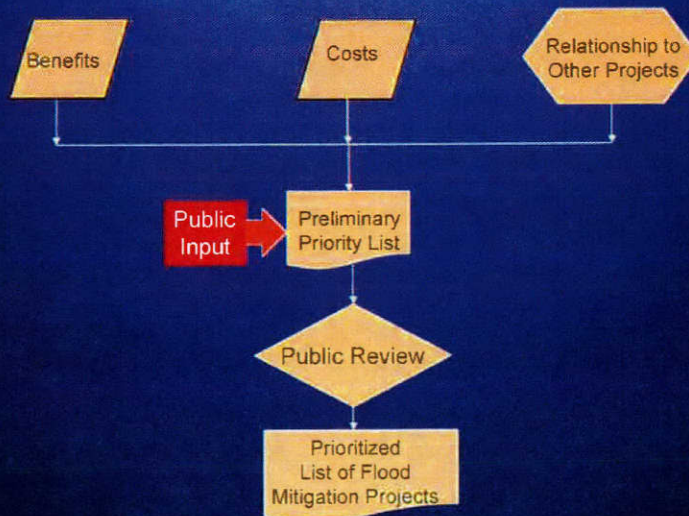 Benefits
Costs
Relationship to
Other Projects
Public
Input
Preliminary
Priority List
Public Review
Prioritized
List of Flood
Mitigation Projects